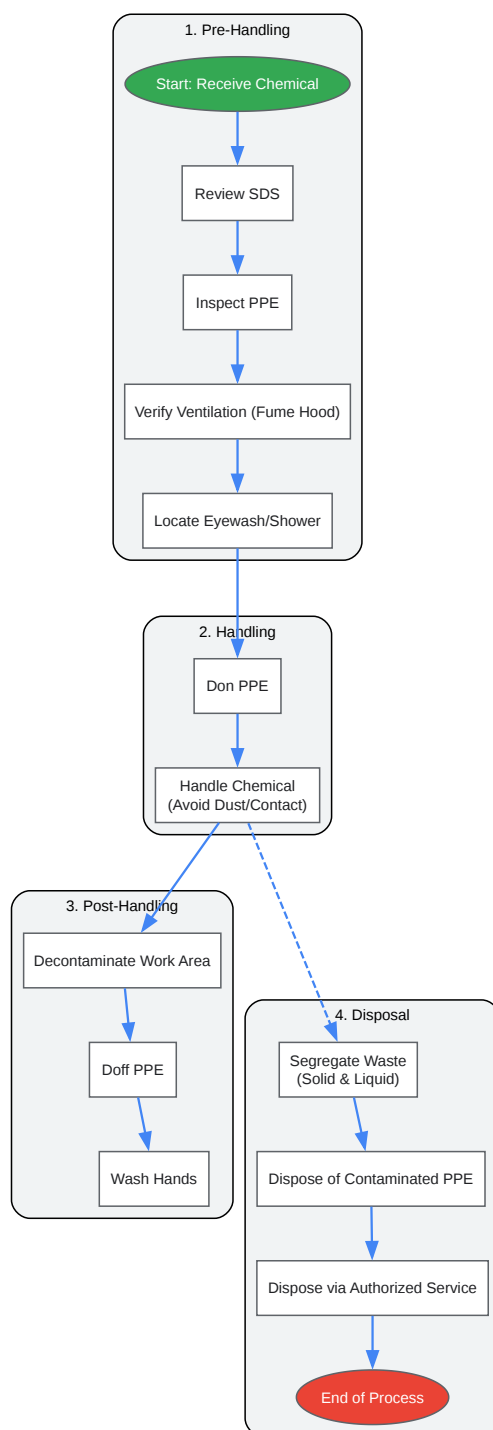 1. Pre-Handling
Start: Receive Chemical
Review SDS
Inspect PPE
Verify Ventilation (Fume Hood)
Locate Eyewash/Shower
2. Handling
Don PPE
Handle Chemical
(Avoid Dust/Contact)
3. Post-Handling
Decontaminate Work Area
Doff PPE
Wash Hands
4. Disposal
Segregate Waste
(Solid & Liquid)
Dispose of Contaminated PPE
Dispose via Authorized Service
End of Process